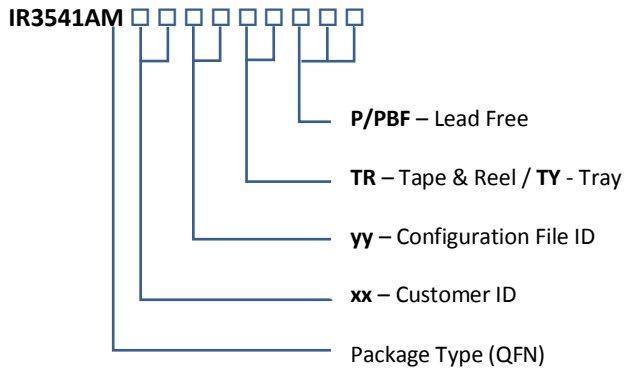 IR3541AM □ □ □ □ □ □ □ □ □
P/PBF – Lead Free
TR – Tape & Reel / TY - Tray
yy – Configuration File ID
xx – Customer ID
Package Type (QFN)